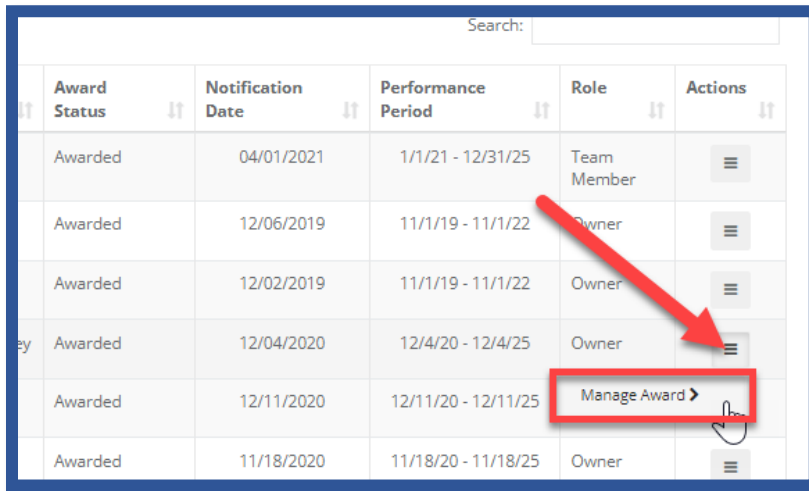 Search:
Award Status
Notification Date
Performance Period
Role
Actions
Awarded 04/01/2021 1/1/21 - 12/31/25 Team Member
Awarded 12/06/2019 11/1/19 - 11/1/22 Owner
Awarded 12/02/2019 11/1/19 - 11/1/22 Owner
ey Awarded 12/04/2020 12/4/20 - 12/4/25 Owner
Awarded 12/11/2020 12/11/20 - 12/11/25 Manage Award
Awarded 11/18/2020 11/18/20 - 11/18/25 Owner